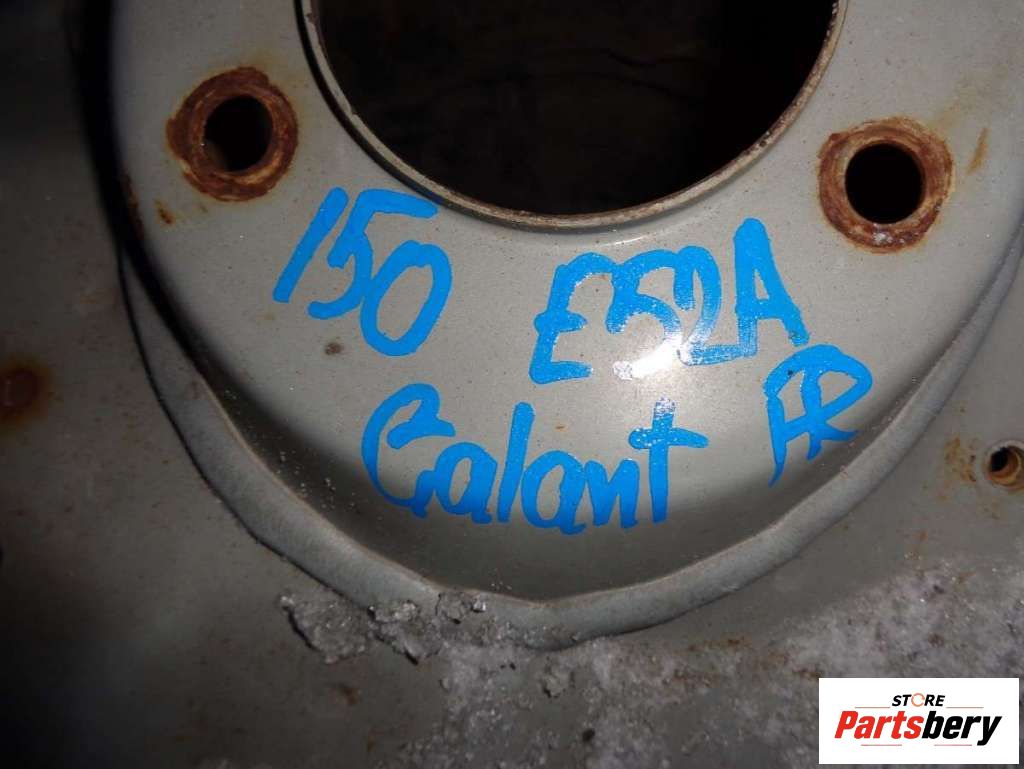 150 E52A
Galant FR
STORE
Partsbery